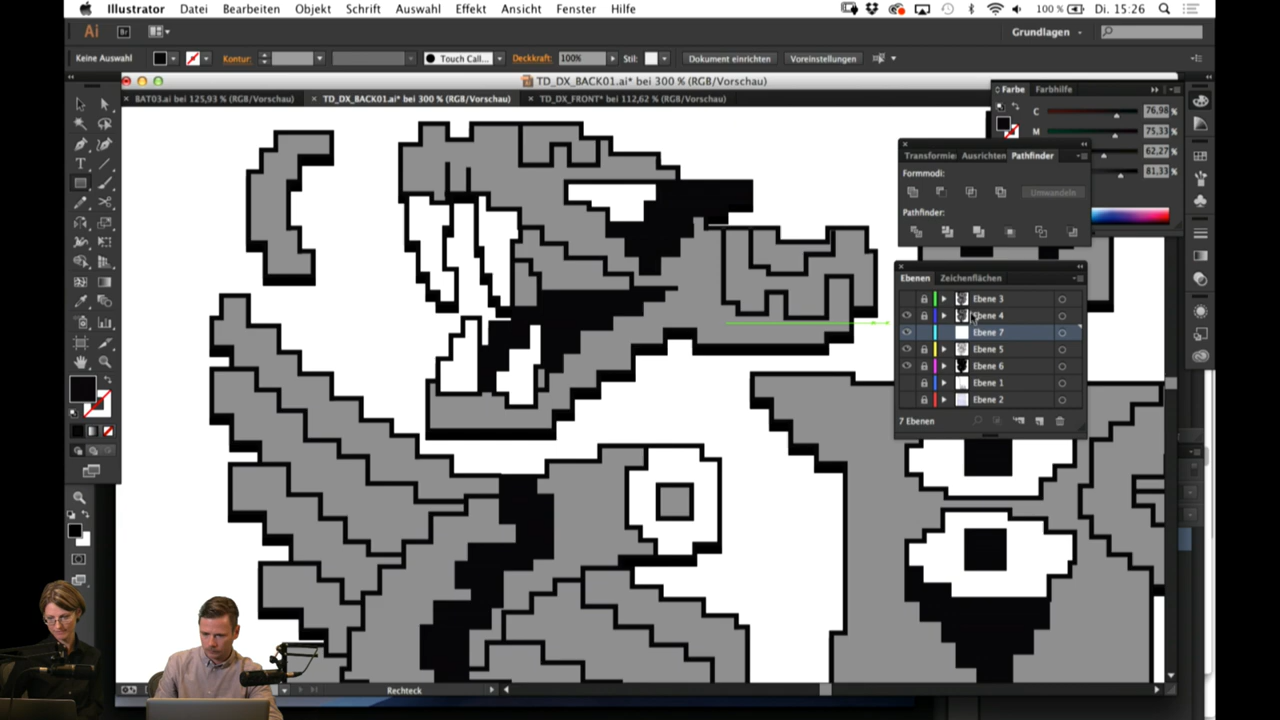 Illustrator Datei Bearbeiten Objekt Schrift Auswahl Effekt Ansicht Fenster Hilfe 100 % Di. 15:26
Ai Br Grundlagen
Keine Auswahl Kontur: Touch Call... Deckkraft: 100% Stil: Dokument einrichten Voreinstellungen
TD_DX_BACK01.ai* bei 300 % (RGB/Vorschau)
BAT03.ai bei 125,93 % (RGB/Vorschau) TD_DX_BACK01.ai* bei 300 % (RGB/Vorschau) TD_DX_FRONT* bei 112,62 % (RGB/Vorschau)
Farbe Farbhilfe
C 76,98 %
M 75,33 %
62,27 %
81,33 %
Transformie Ausrichten Pathfinder
Formmodi:
Umwandeln
Pathfinder:
Ebenen Zeichenflächen
Ebene 3
Ebene 4
Ebene 7
Ebene 5
Ebene 6
Ebene 1
Ebene 2
7 Ebenen
Rechteck